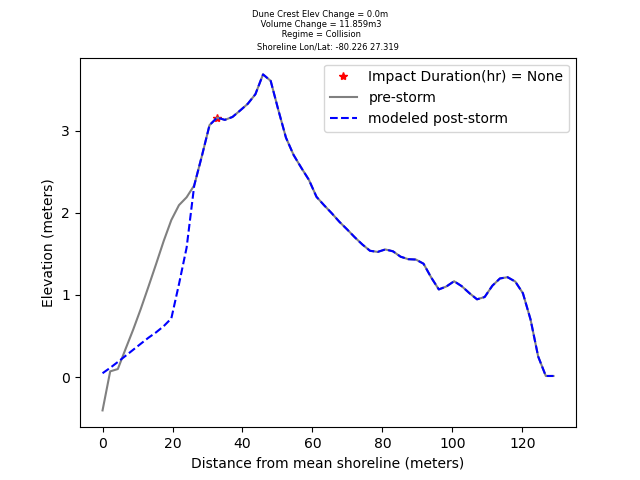 Dune Crest Elev Change = 0.0m
Volume Change = 11.859m3
Regime = Collision
Shoreline Lon/Lat: -80.226 27.319
Impact Duration(hr) = None
pre-storm
modeled post-storm
3
2
1
0
Elevation (meters)
0 20 40 60 80 100 120
Distance from mean shoreline (meters)